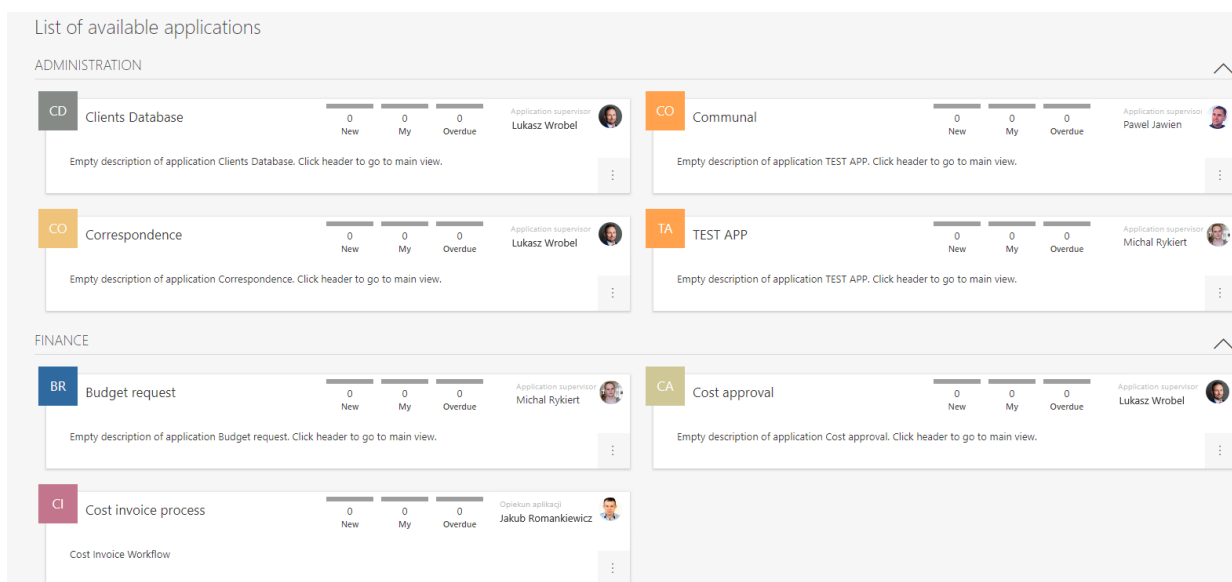 List of available applications
ADMINISTRATION
CD
Clients Database
0 0 0
New My Overdue
Application supervisor
Lukasz Wrobel
Empty description of application Clients Database. Click header to go to main view.
CO
Communal
0 0 0
New My Overdue
Application supervisor
Pawel Jawien
Empty description of application TEST APP. Click header to go to main view.
CO
Correspondence
0 0 0
New My Overdue
Application supervisor
Lukasz Wrobel
Empty description of application Correspondence. Click header to go to main view.
TA
TEST APP
0 0 0
New My Overdue
Application supervisor
Michal Rykiert
Empty description of application TEST APP. Click header to go to main view.
FINANCE
BR
Budget request
0 0 0
New My Overdue
Application supervisor
Michal Rykiert
Empty description of application Budget request. Click header to go to main view.
CA
Cost approval
0 0 0
New My Overdue
Application supervisor
Lukasz Wrobel
Empty description of application Cost approval. Click header to go to main view.
CI
Cost invoice process
0 0 0
New My Overdue
Opiekun aplikacji
Jakub Romankiewicz
Cost Invoice Workflow